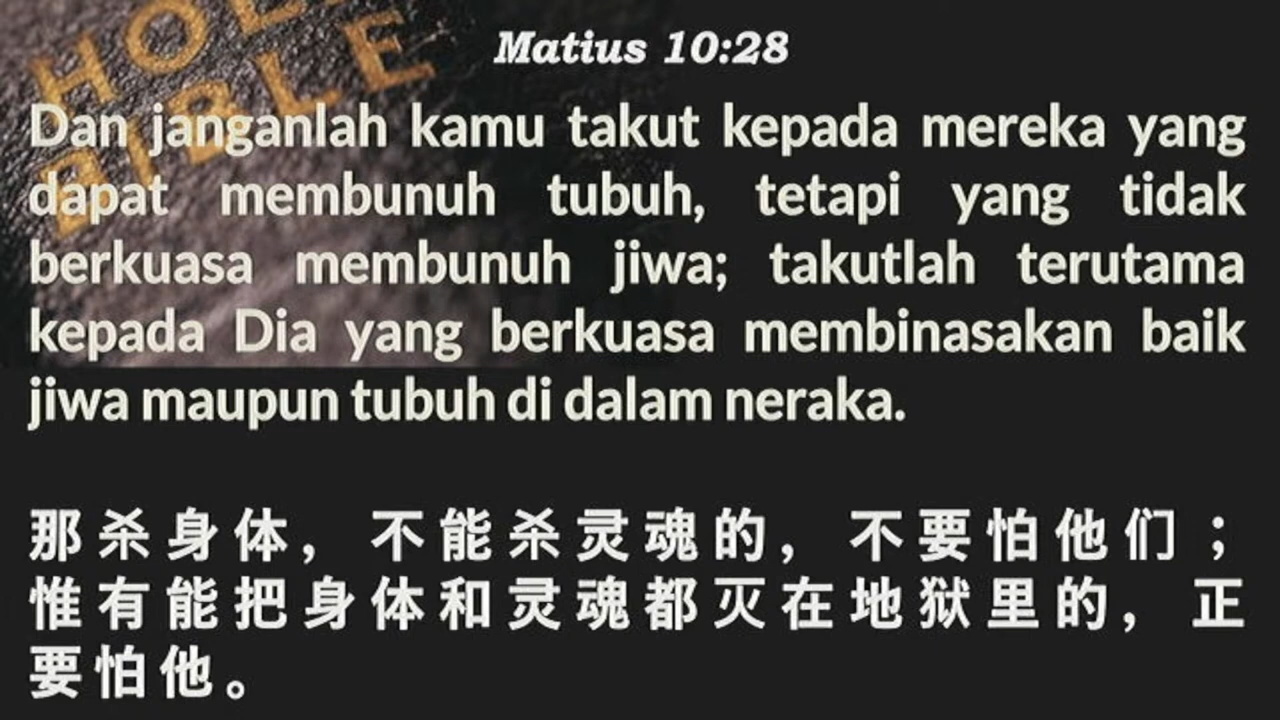 HOLY
BIBLE
Matius 10:28
Dan janganlah kamu takut kepada mereka yang
dapat membunuh tubuh, tetapi yang tidak
berkuasa membunuh jiwa; takutlah terutama
kepada Dia yang berkuasa membinasakan baik
jiwa maupun tubuh di dalam neraka.
那杀身体，不能杀灵魂的，不要怕他们；
惟有能把身体和灵魂都灭在地狱里的，正
要怕他。